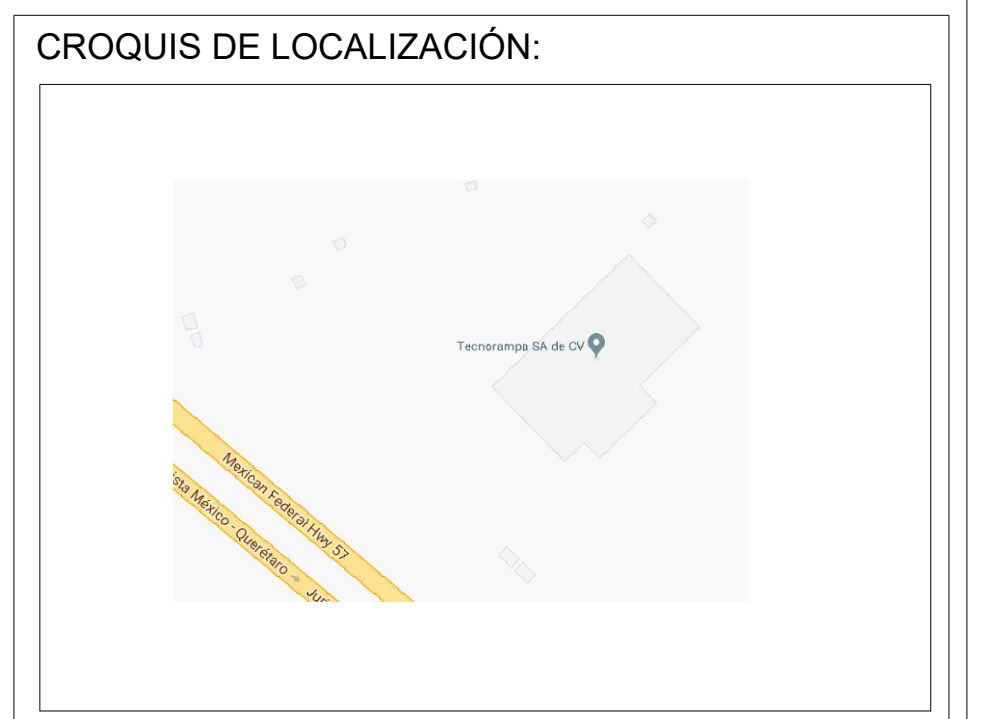 CROQUIS DE LOCALIZACIÓN:
Tecnorampa SA de CV
Mexican Federal Hwy 57
ista México - Querétaro